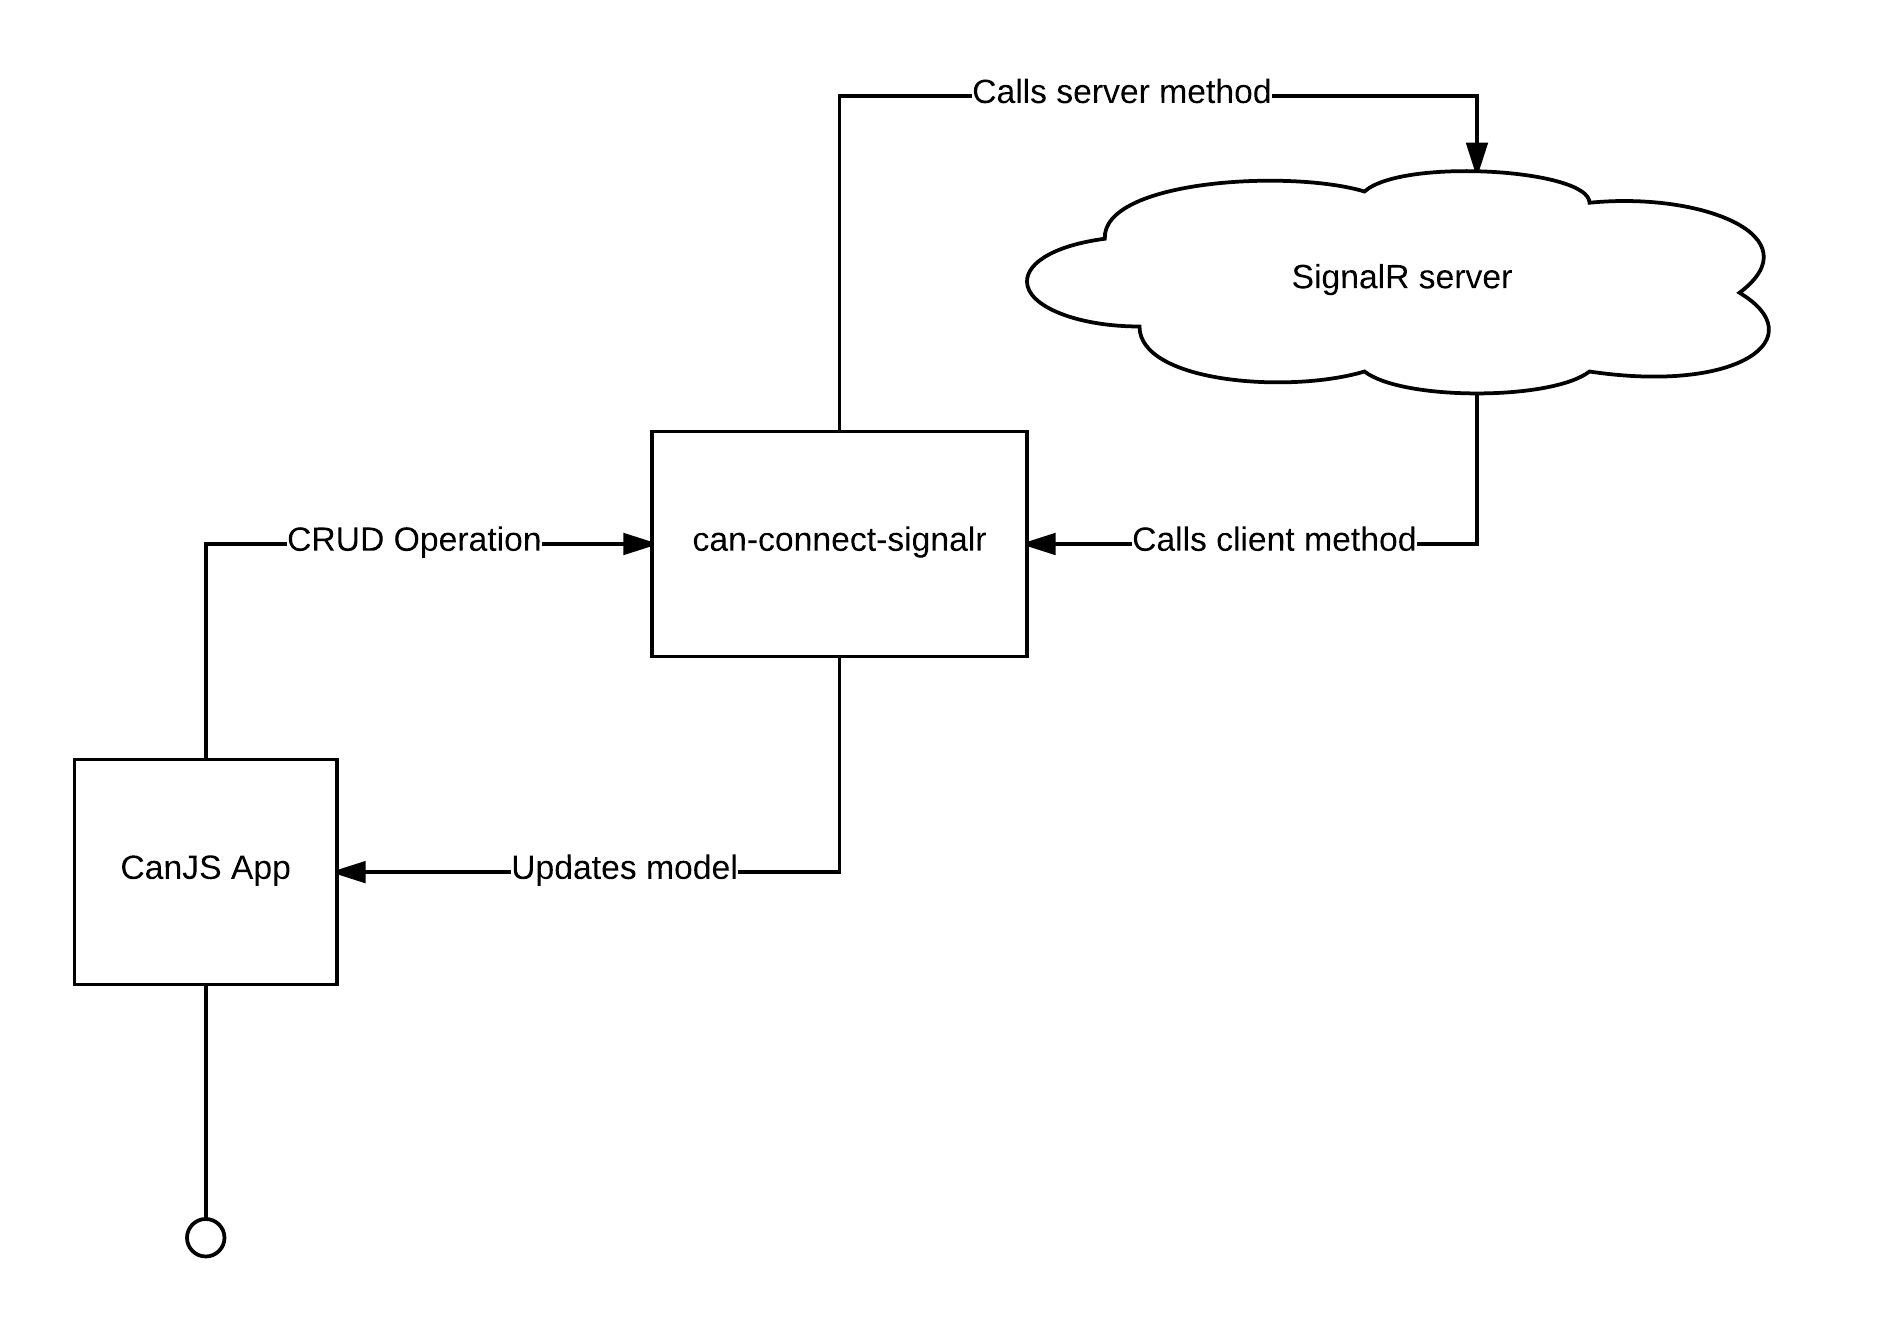 Calls server method
SignalR server
CRUD Operation
can-connect-signalr
Calls client method
CanJS App
Updates model